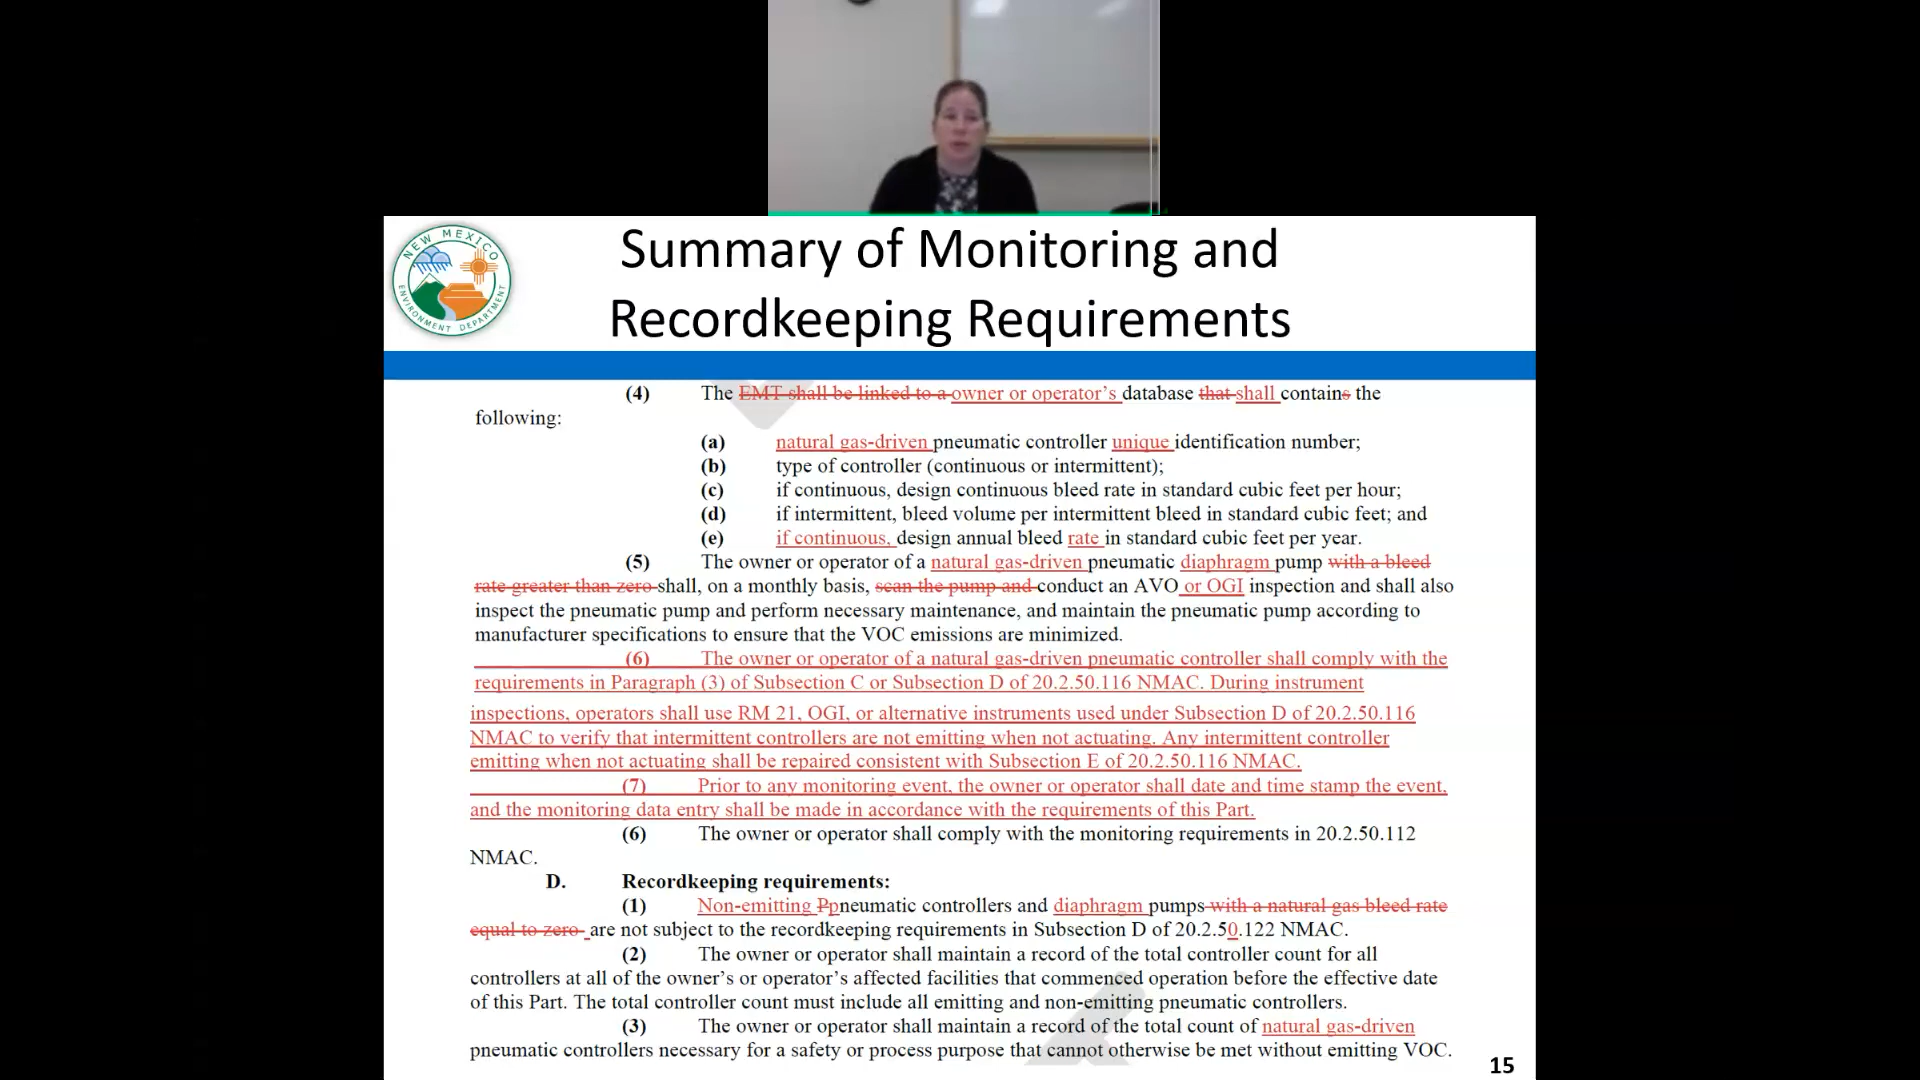 NEW MEXICO
ENVIRONMENT DEPARTMENT
Summary of Monitoring and
Recordkeeping Requirements
(4) The EMT shall be linked to a owner or operator's database that shall contains the
following:
(a) natural gas-driven pneumatic controller unique identification number;
(b) type of controller (continuous or intermittent);
(c) if continuous, design continuous bleed rate in standard cubic feet per hour;
(d) if intermittent, bleed volume per intermittent bleed in standard cubic feet; and
(e) if continuous, design annual bleed rate in standard cubic feet per year.
(5) The owner or operator of a natural gas-driven pneumatic diaphragm pump with a bleed
rate greater than zero shall, on a monthly basis, scan the pump and conduct an AVO or OGI inspection and shall also
inspect the pneumatic pump and perform necessary maintenance, and maintain the pneumatic pump according to
manufacturer specifications to ensure that the VOC emissions are minimized.
(6) The owner or operator of a natural gas-driven pneumatic controller shall comply with the
requirements in Paragraph (3) of Subsection C or Subsection D of 20.2.50.116 NMAC. During instrument
inspections, operators shall use RM 21, OGI, or alternative instruments used under Subsection D of 20.2.50.116
NMAC to verify that intermittent controllers are not emitting when not actuating. Any intermittent controller
emitting when not actuating shall be repaired consistent with Subsection E of 20.2.50.116 NMAC.
(7) Prior to any monitoring event, the owner or operator shall date and time stamp the event,
and the monitoring data entry shall be made in accordance with the requirements of this Part.
(6) The owner or operator shall comply with the monitoring requirements in 20.2.50.112
NMAC.
D. Recordkeeping requirements:
(1) Non-emitting Ppneumatic controllers and diaphragm pumps with a natural gas bleed rate
equal to zero are not subject to the recordkeeping requirements in Subsection D of 20.2.50.122 NMAC.
(2) The owner or operator shall maintain a record of the total controller count for all
controllers at all of the owner's or operator's affected facilities that commenced operation before the effective date
of this Part. The total controller count must include all emitting and non-emitting pneumatic controllers.
(3) The owner or operator shall maintain a record of the total count of natural gas-driven
pneumatic controllers necessary for a safety or process purpose that cannot otherwise be met without emitting VOC.
15